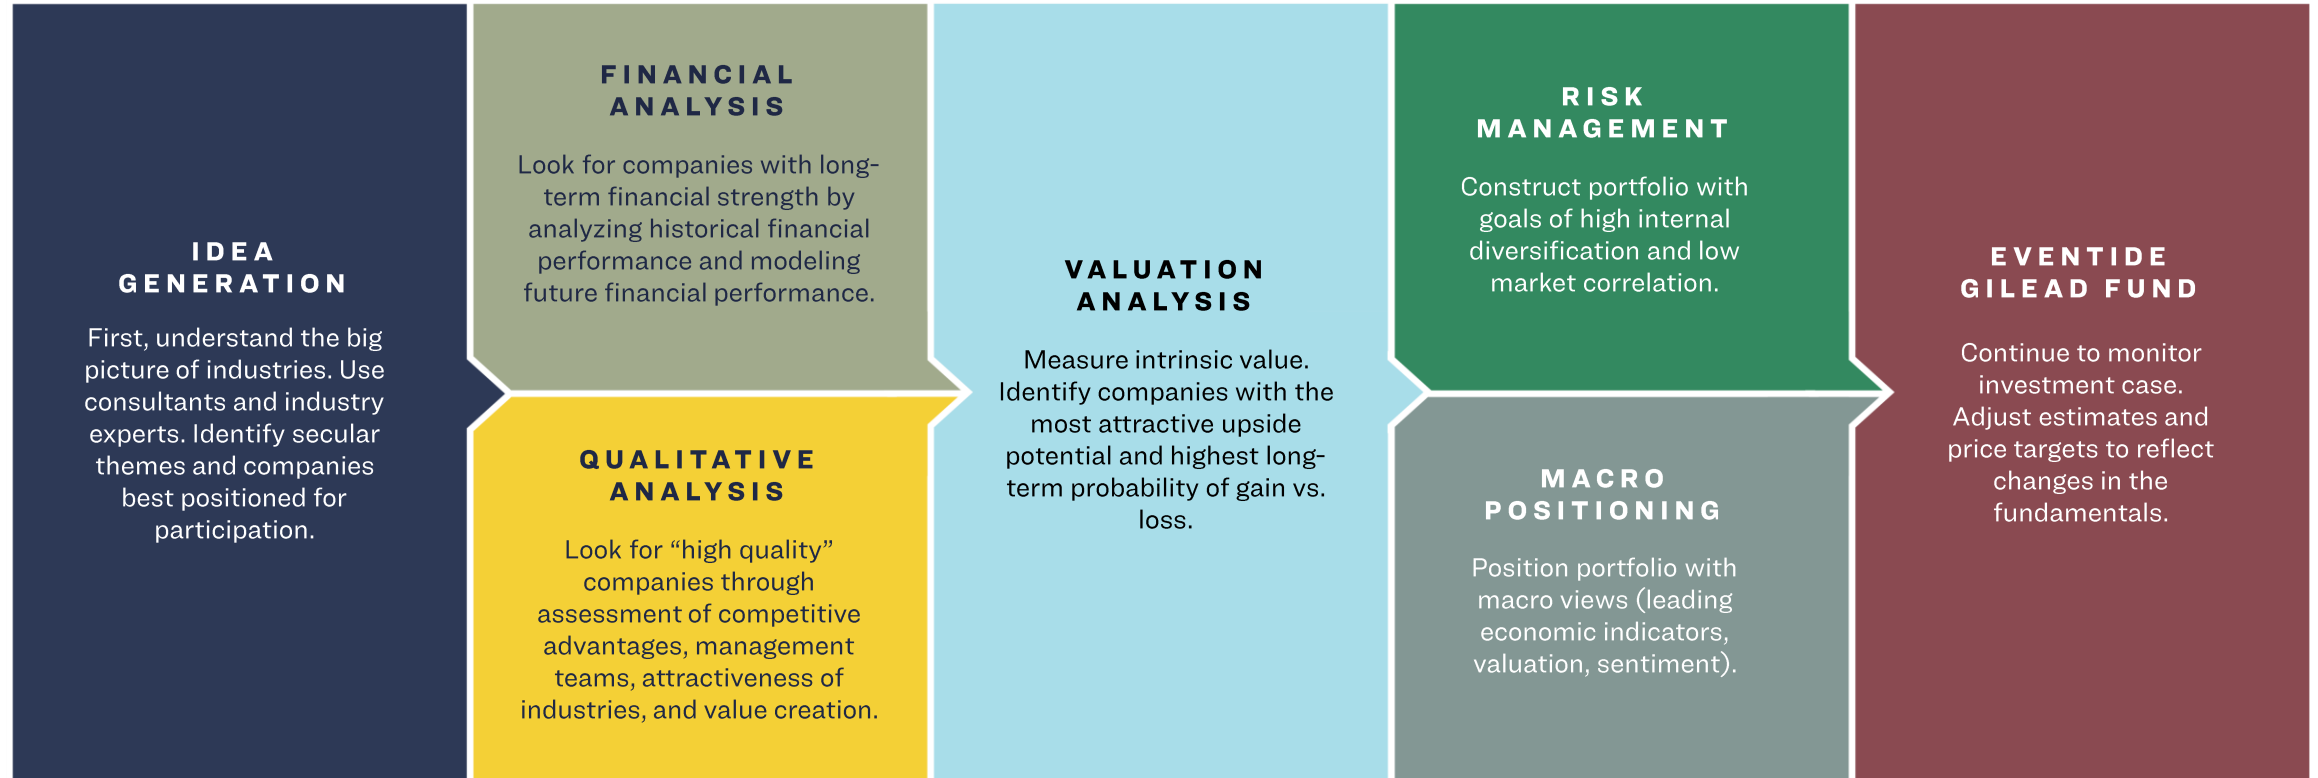 IDEA
GENERATION
First, understand the big
picture of industries. Use
consultants and industry
experts. Identify secular
themes and companies
best positioned for
participation.
FINANCIAL
ANALYSIS
Look for companies with long-
term financial strength by
analyzing historical financial
performance and modeling
future financial performance.
QUALITATIVE
ANALYSIS
Look for “high quality”
companies through
assessment of competitive
advantages, management
teams, attractiveness of
industries, and value creation.
VALUATION
ANALYSIS
Measure intrinsic value.
Identify companies with the
most attractive upside
potential and highest long-
term probability of gain vs.
loss.
RISK
MANAGEMENT
Construct portfolio with
goals of high internal
diversification and low
market correlation.
MACRO
POSITIONING
Position portfolio with
macro views (leading
economic indicators,
valuation, sentiment).
EVENTIDE
GILEAD FUND
Continue to monitor
investment case.
Adjust estimates and
price targets to reflect
changes in the
fundamentals.